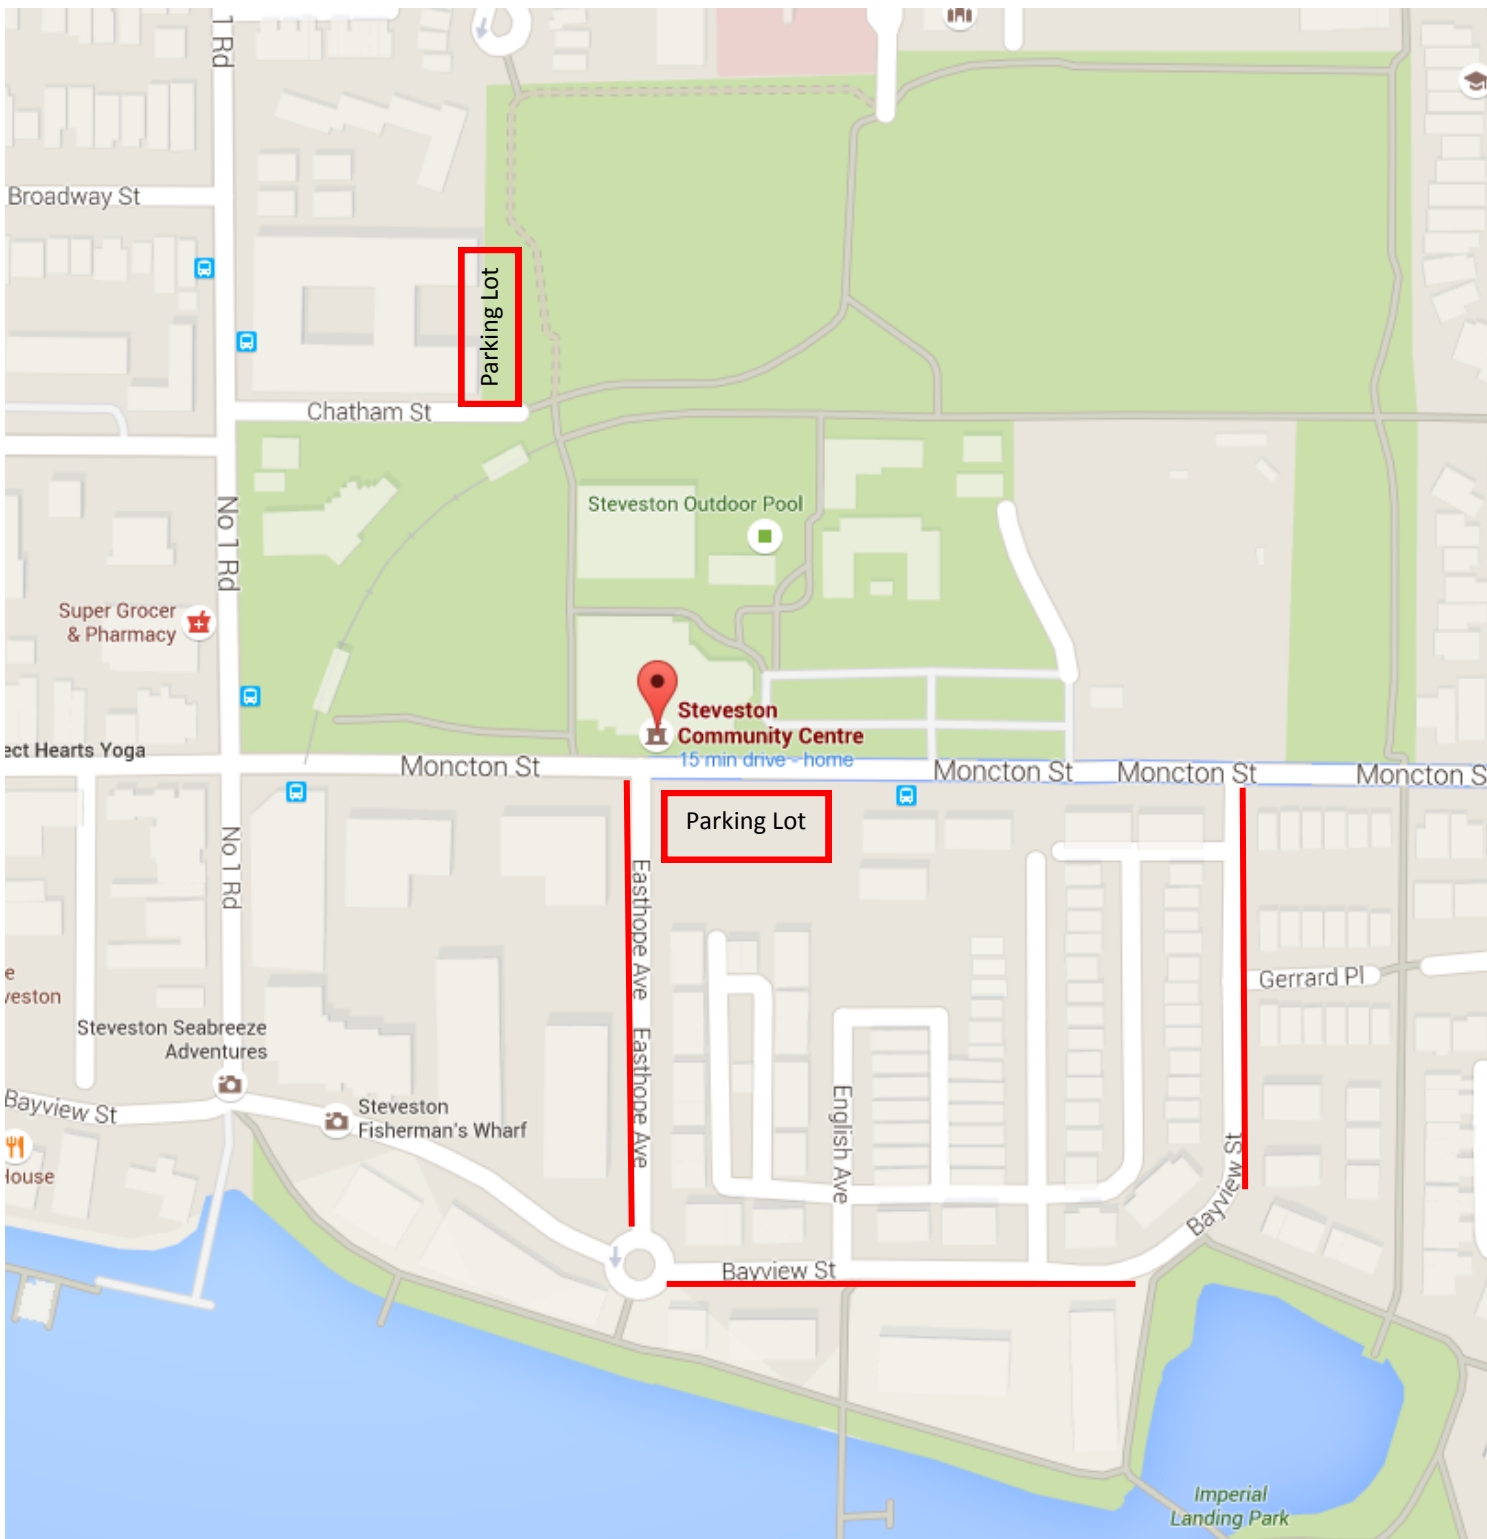 1 Rd
Broadway St
Parking Lot
Chatham St
No 1 Rd
Steveston Outdoor Pool
Super Grocer
& Pharmacy
Steveston
Community Centre
15 min drive - home
ect Hearts Yoga
Moncton St
Moncton St
Moncton St
Moncton S
Parking Lot
No 1 Rd
Easthope Ave
Easthope Ave
e
veston
Gerrard Pl
Steveston Seabreeze
Adventures
Bayview St
Steveston
Fisherman's Wharf
English Ave
Bayview St
House
Bayview St
Imperial
Landing Park